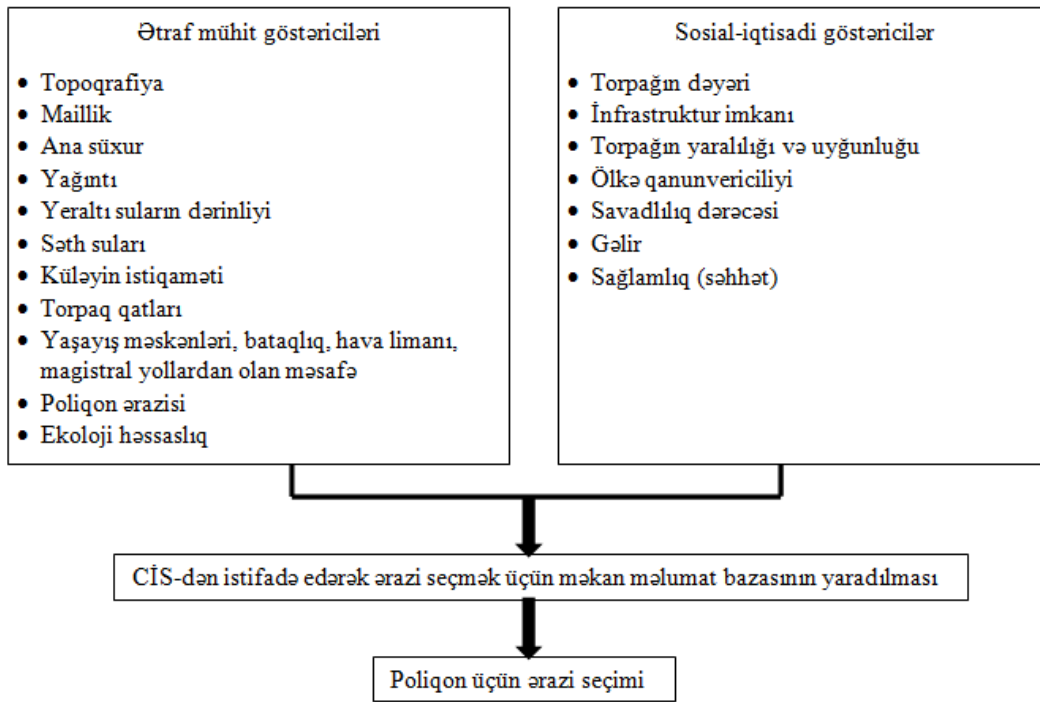 Ətraf mühit göstəriciləri
• Topoqrafiya
• Maillik
• Ana süxur
• Yağıntı
• Yeraltı suların dərinliyi
• Səth suları
• Küləyin istiqaməti
• Torpaq qatları
• Yaşayış məskənləri, bataqlıq, hava limanı,
magistral yollardan olan məsafə
• Poliqon ərazisi
• Ekoloji həssaslıq
Sosial-iqtisadi göstəricilər
• Torpağın dəyəri
• İnfrastruktur imkanı
• Torpağın yaralılığı və uyğunluğu
• Ölkə qanunvericiliyi
• Savadlılıq dərəcəsi
• Gəlir
• Sağlamlıq (səhhət)
CİS-dən istifadə edərək ərazi seçmək üçün məkan məlumat bazasının yaradılması
Poliqon üçün ərazi seçimi